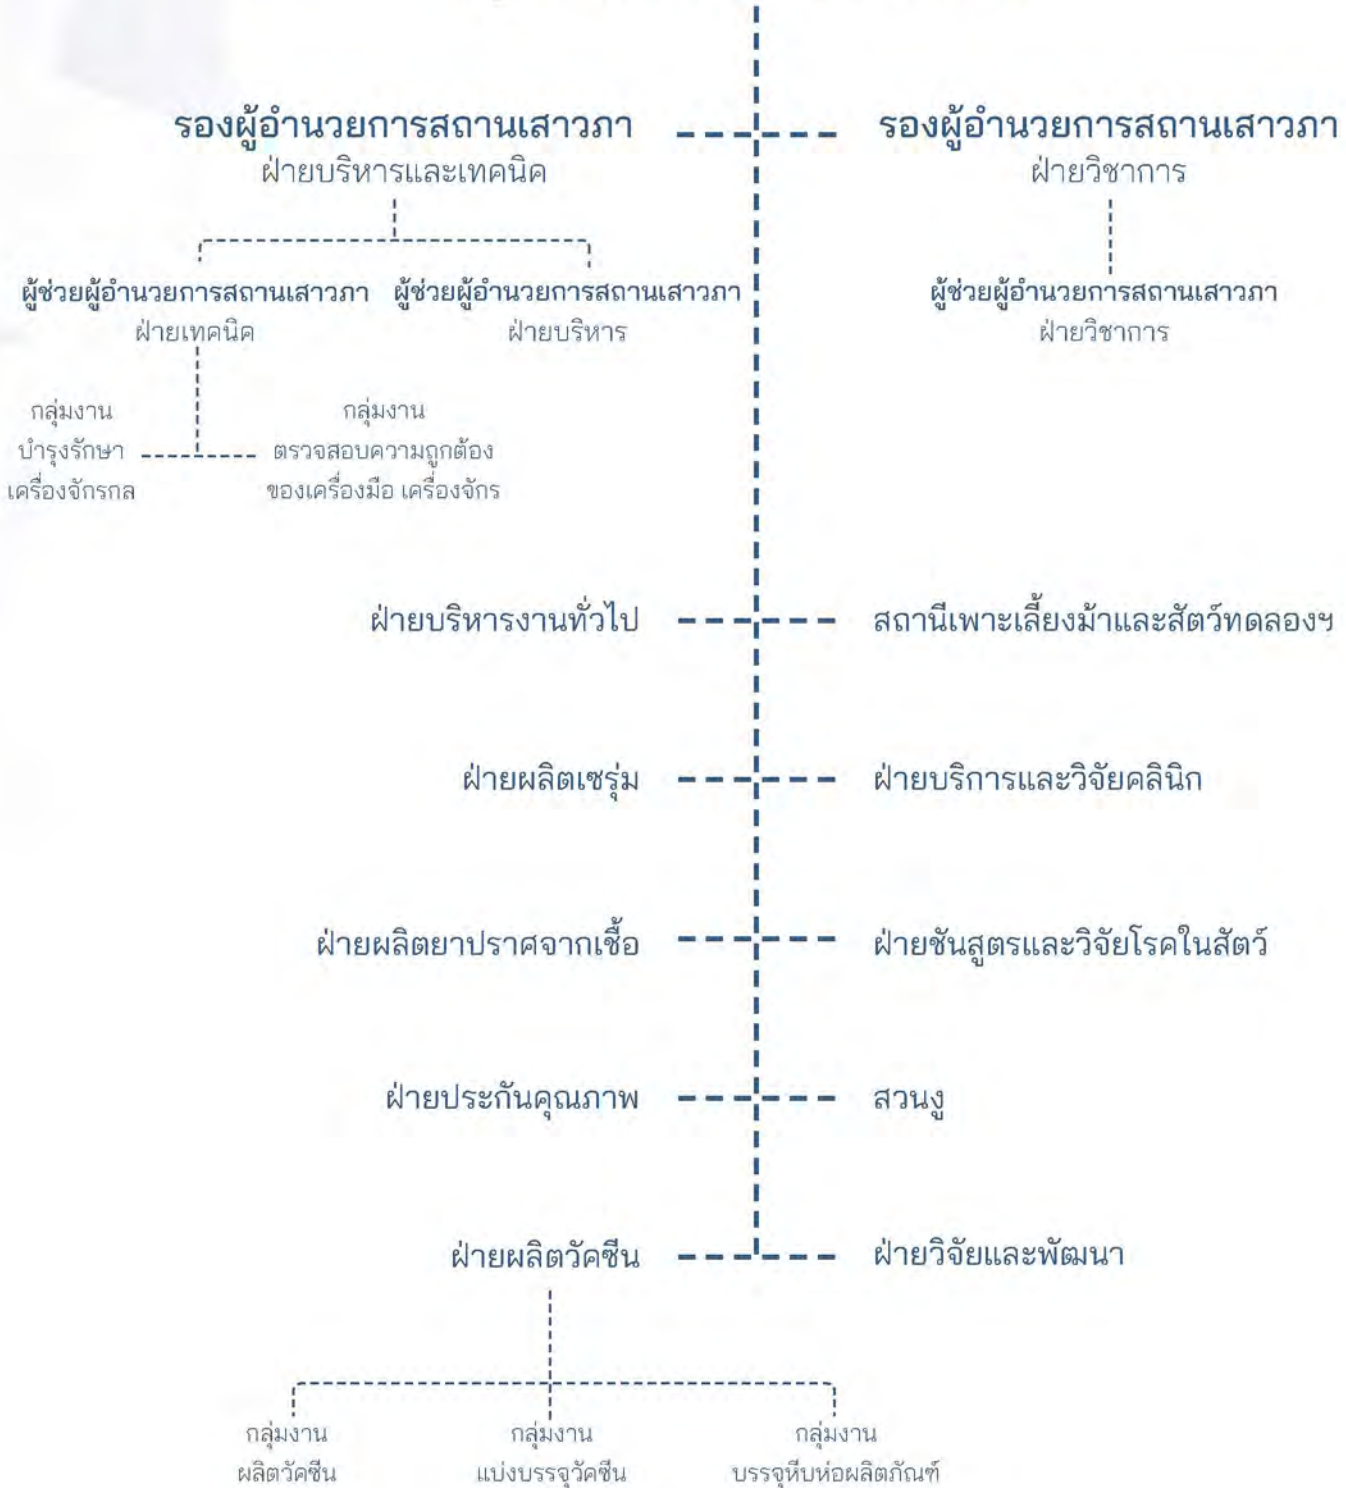 รองผู้อำนวยการสถานเสาวภา
ฝ่ายบริหารและเทคนิค
รองผู้อำนวยการสถานเสาวภา
ฝ่ายวิชาการ
ผู้ช่วยผู้อำนวยการสถานเสาวภา
ฝ่ายเทคนิค
ผู้ช่วยผู้อำนวยการสถานเสาวภา
ฝ่ายบริหาร
ผู้ช่วยผู้อำนวยการสถานเสาวภา
ฝ่ายวิชาการ
กลุ่มงาน
บำรุงรักษา
เครื่องจักรกล
กลุ่มงาน
ตรวจสอบความถูกต้อง
ของเครื่องมือ เครื่องจักร
ฝ่ายบริหารงานทั่วไป
สถานีเพาะเลี้ยงม้าและสัตว์ทดลองฯ
ฝ่ายผลิตเซรุ่ม
ฝ่ายบริการและวิจัยคลินิก
ฝ่ายผลิตยาปราศจากเชื้อ
ฝ่ายชันสูตรและวิจัยโรคในสัตว์
ฝ่ายประกันคุณภาพ
สวนงู
ฝ่ายผลิตวัคซีน
ฝ่ายวิจัยและพัฒนา
กลุ่มงาน
ผลิตวัคซีน
กลุ่มงาน
แบ่งบรรจุวัคซีน
กลุ่มงาน
บรรจุหีบห่อผลิตภัณฑ์